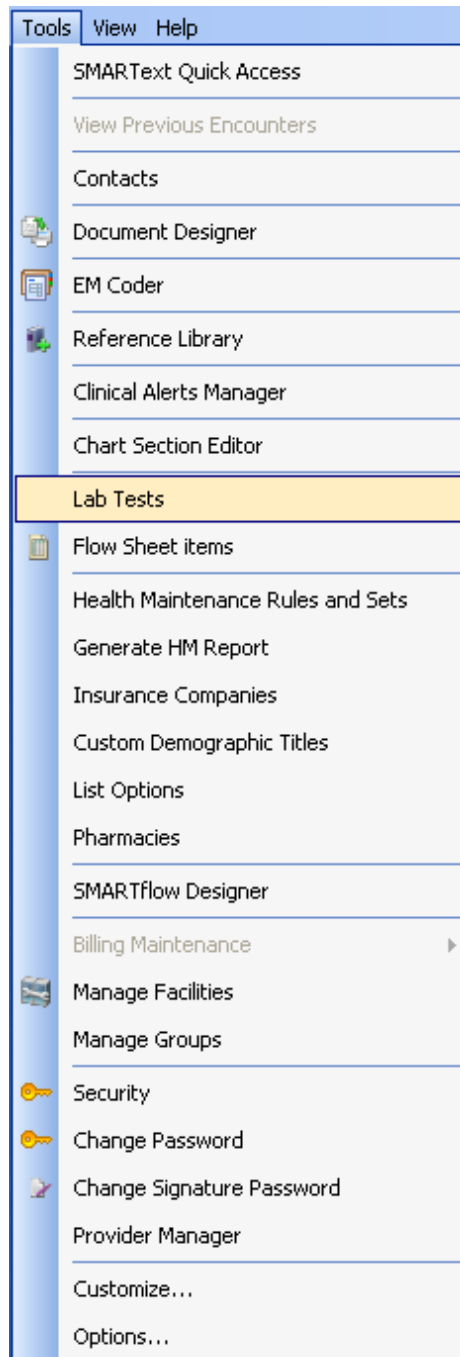 Tools View Help
SMARText Quick Access
View Previous Encounters
Contacts
Document Designer
EM Coder
Reference Library
Clinical Alerts Manager
Chart Section Editor
Lab Tests
Flow Sheet items
Health Maintenance Rules and Sets
Generate HM Report
Insurance Companies
Custom Demographic Titles
List Options
Pharmacies
SMARTflow Designer
Billing Maintenance
Manage Facilities
Manage Groups
Security
Change Password
Change Signature Password
Provider Manager
Customize...
Options...